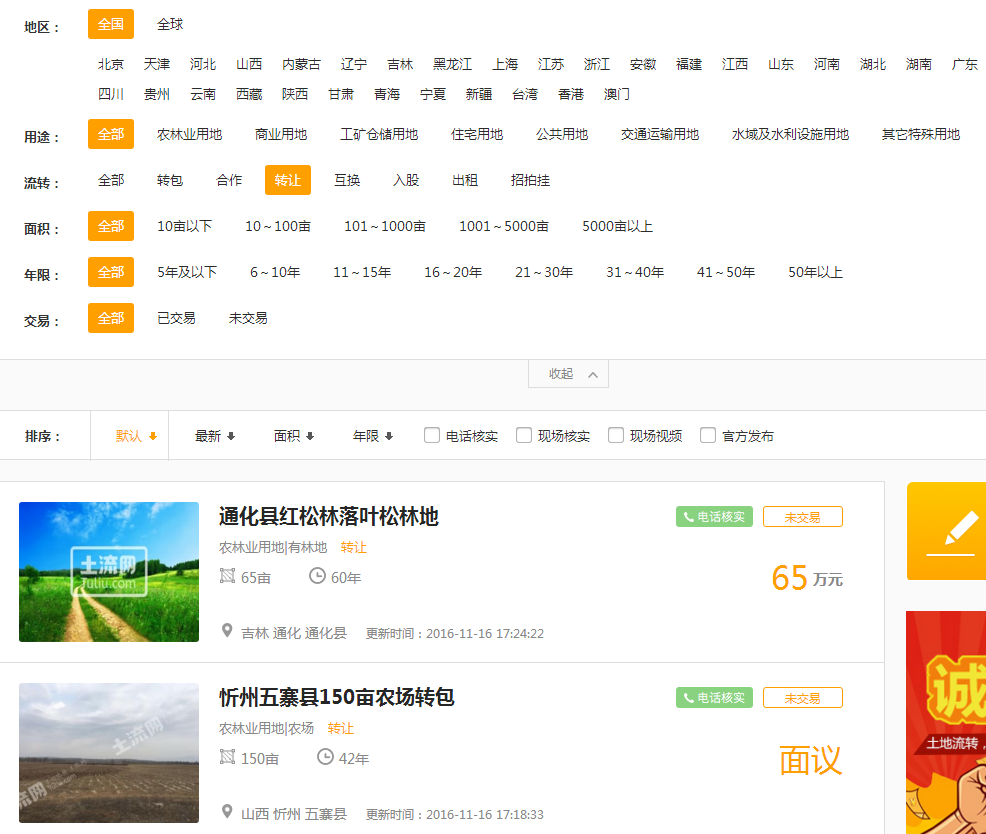 地区： 全国 全球
北京 天津 河北 山西 内蒙古 辽宁 吉林 黑龙江 上海 江苏 浙江 安徽 福建 江西 山东 河南 湖北 湖南 广东
四川 贵州 云南 西藏 陕西 甘肃 青海 宁夏 新疆 台湾 香港 澳门
用途： 全部 农林业用地 商业用地 工矿仓储用地 住宅用地 公共用地 交通运输用地 水域及水利设施用地 其它特殊用地
流转： 全部 转包 合作 转让 互换 入股 出租 招拍挂
面积： 全部 10亩以下 10～100亩 101～1000亩 1001～5000亩 5000亩以上
年限： 全部 5年及以下 6～10年 11～15年 16～20年 21～30年 31～40年 41～50年 50年以上
交易： 全部 已交易 未交易
收起
排序： 默认 最新 面积 年限 电话核实 现场核实 现场视频 官方发布
通化县红松林落叶松林地 电话核实 未交易
农林业用地|有林地 转让
65亩 60年 65 万元
吉林 通化 通化县 更新时间：2016-11-16 17:24:22
土流网
Tuliu.com
忻州五寨县150亩农场转包 电话核实 未交易
农林业用地|农场 转让
150亩 42年 面议
山西 忻州 五寨县 更新时间：2016-11-16 17:18:33
土流网
诚
土地流转，